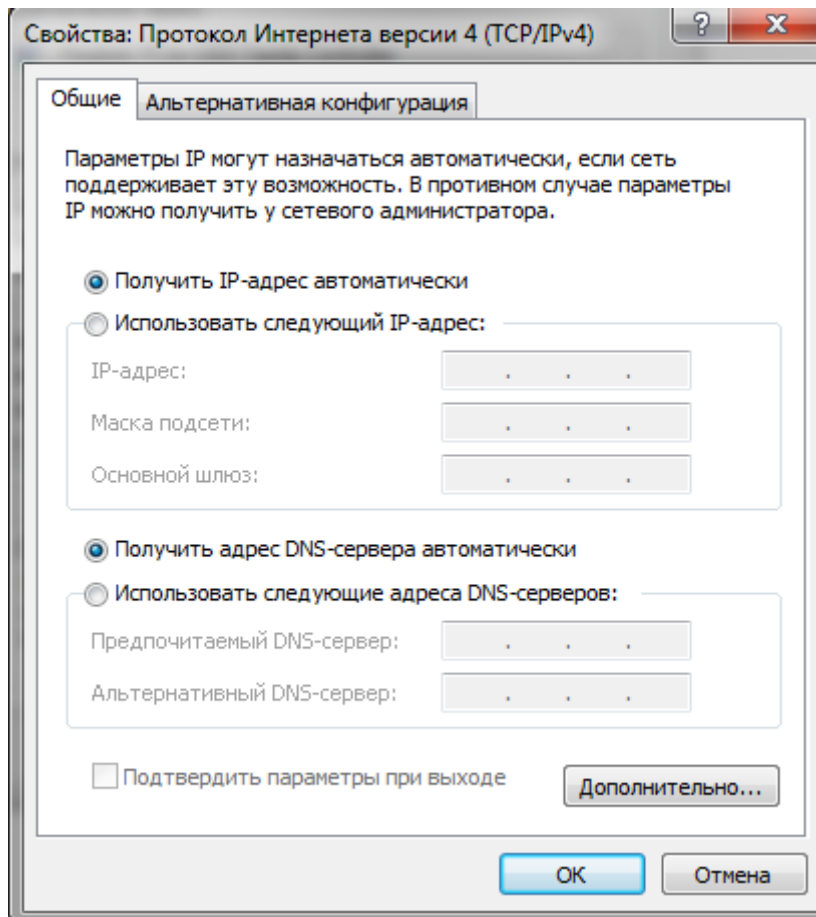 Свойства: Протокол Интернета версии 4 (TCP/IPv4)
?
Общие
Альтернативная конфигурация
Параметры IP могут назначаться автоматически, если сеть
поддерживает эту возможность. В противном случае параметры
IP можно получить у сетевого администратора.
Получить IP-адрес автоматически
Использовать следующий IP-адрес:
IP-адрес: . . .
Маска подсети: . . .
Основной шлюз: . . .
Получить адрес DNS-сервера автоматически
Использовать следующие адреса DNS-серверов:
Предпочитаемый DNS-сервер: . . .
Альтернативный DNS-сервер: . . .
Подтвердить параметры при выходе
Дополнительно...
ОК
Отмена